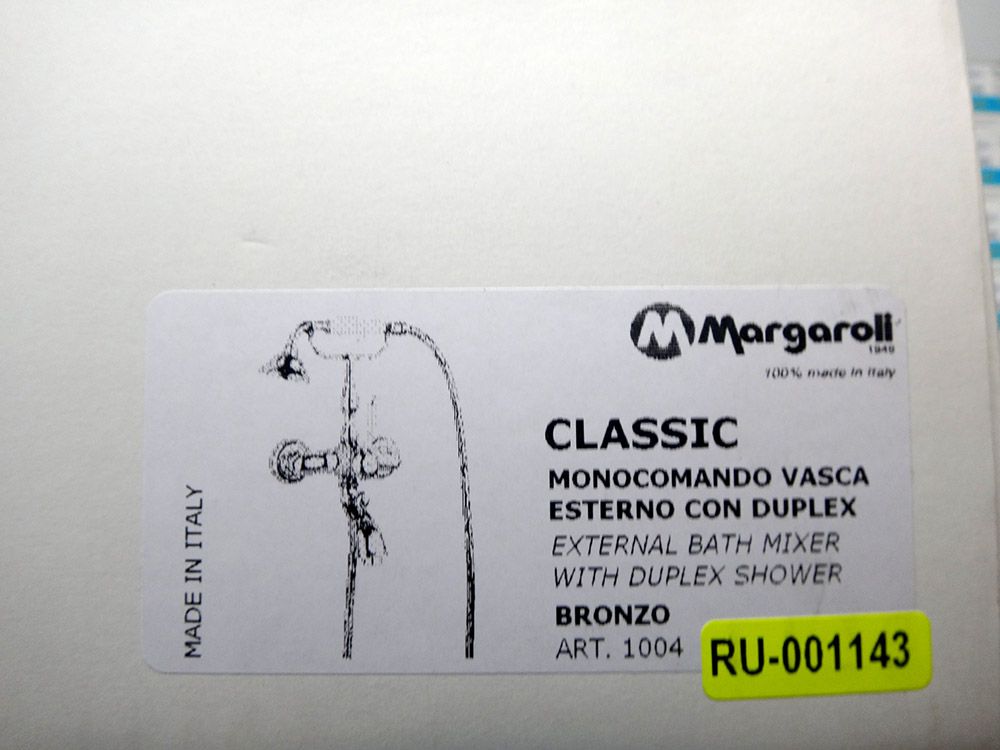 Margaroli
1949
100% made in Italy
CLASSIC
MONOCOMANDO VASCA
ESTERNO CON DUPLEX
EXTERNAL BATH MIXER
WITH DUPLEX SHOWER
BRONZO
ART. 1004
RU-001143
MADE IN ITALY